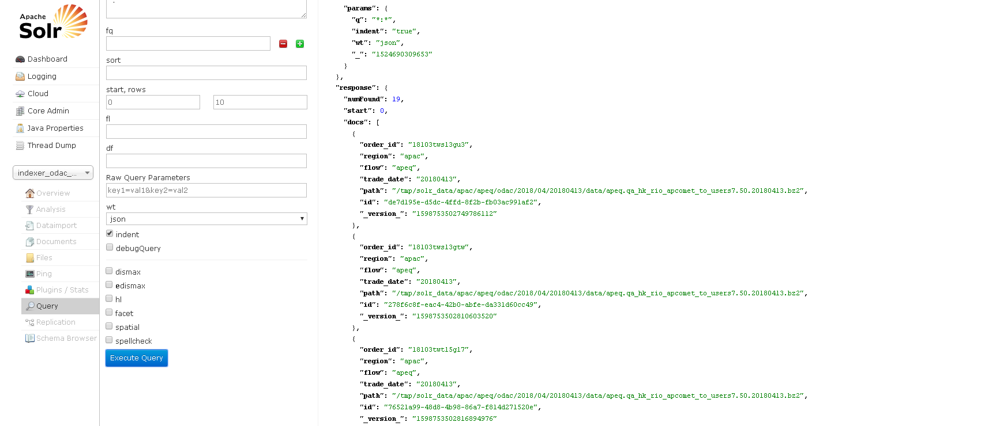 Apache
Solr
Dashboard
Logging
Cloud
Core Admin
Java Properties
Thread Dump
indexer_odac_...
Overview
Analysis
Dataimport
Documents
Files
Ping
Plugins / Stats
Query
Replication
Schema Browser
fq
sort
start, rows
0
10
fl
df
Raw Query Parameters
key1=val1&key2=val2
wt
json
indent
debugQuery
dismax
edismax
hl
facet
spatial
spellcheck
Execute Query
"params": {
"q": "*:*",
"indent": "true",
"wt": "json",
"_": "1524690309653"
}
},
"response": {
"numFound": 19,
"start": 0,
"docs": [
{
"order_id": "18103tws13gu3",
"region": "apac",
"flow": "apeq",
"trade_date": "20180413",
"path": "/tmp/solr_data/apac/apeq/odac/2018/04/20180413/data/apeq.qa_hk_rio_apcomet_to_users7.50.20180413.bz2",
"id": "de7d195e-d5dc-4ffd-8f2b-fb03ac991af2",
"_version_": "1598753502749786112"
},
{
"order_id": "18103tws13gtw",
"region": "apac",
"flow": "apeq",
"trade_date": "20180413",
"path": "/tmp/solr_data/apac/apeq/odac/2018/04/20180413/data/apeq.qa_hk_rio_apcomet_to_users7.50.20180413.bz2",
"id": "278f6c8f-eac4-42b0-abfe-da331d60cc49",
"_version_": "1598753502810603520"
},
{
"order_id": "18103twt15gl7",
"region": "apac",
"flow": "apeq",
"trade_date": "20180413",
"path": "/tmp/solr_data/apac/apeq/odac/2018/04/20180413/data/apeq.qa_hk_rio_apcomet_to_users7.50.20180413.bz2",
"id": "76521a99-48d8-4b98-86a7-f814d271520e",
"_version_": "1598753502816894976"